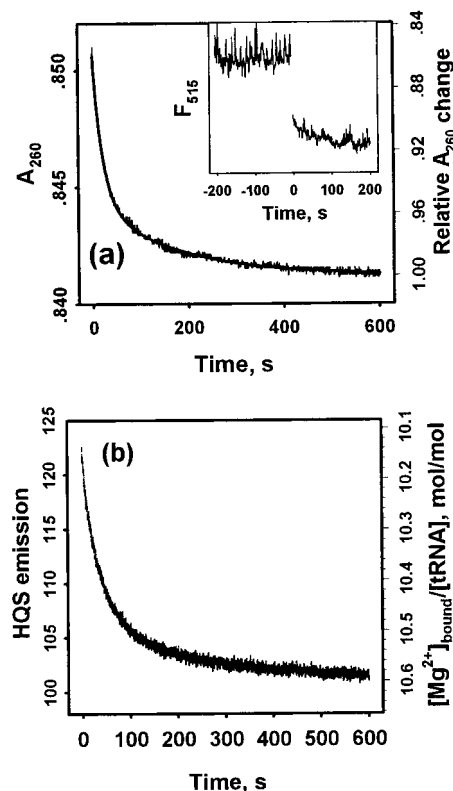 A260
.850
.845
.840
(a)
F515
-200 -100 0 100 200
Time, s
.84
.88
.92
.96
1.00
Relative A260 change
0 200 400 600
Time, s
(b)
HQS emission
125
120
115
110
105
100
10.1
10.2
10.3
10.4
10.5
10.6
[Mg2+]bound/[tRNA], mol/mol
0 100 200 300 400 500 600
Time, s